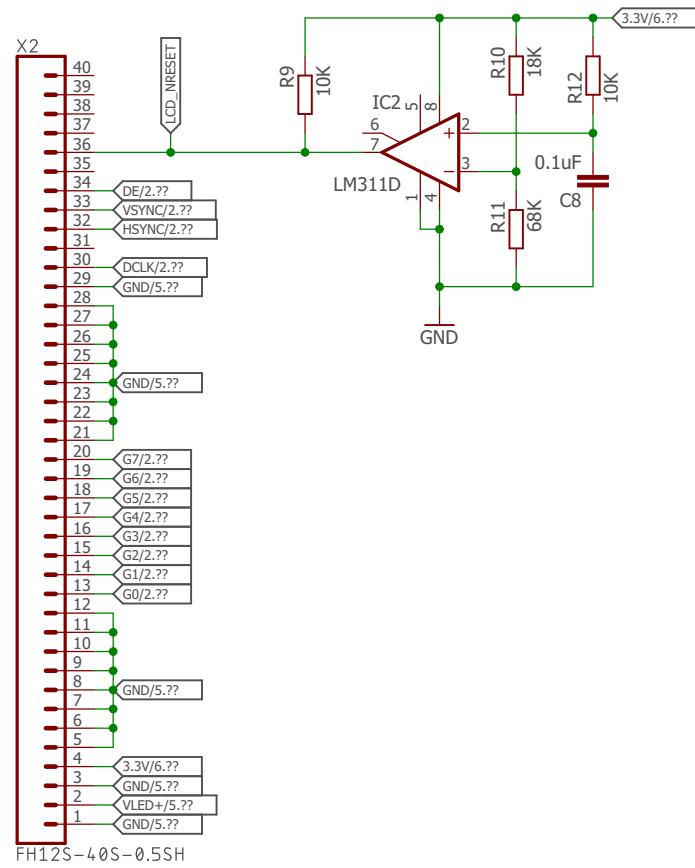 X2
40
39
38
37
36
35
34
33
32
31
30
29
28
27
26
25
24
23
22
21
20
19
18
17
16
15
14
13
12
11
10
9
8
7
6
5
4
3
2
1
FH12S-40S-0.5SH
LCD_NRESET
DE/2.??
VSYNC/2.??
HSYNC/2.??
DCLK/2.??
GND/5.??
GND/5.??
G7/2.??
G6/2.??
G5/2.??
G4/2.??
G3/2.??
G2/2.??
G1/2.??
G0/2.??
GND/5.??
3.3V/6.??
GND/5.??
VLED+/5.??
GND/5.??
3.3V/6.??
R9
10K
R10
18K
R12
10K
IC2
5
8
6
7
2
3
+
−
1
4
LM311D
R11
68K
0.1uF
C8
GND